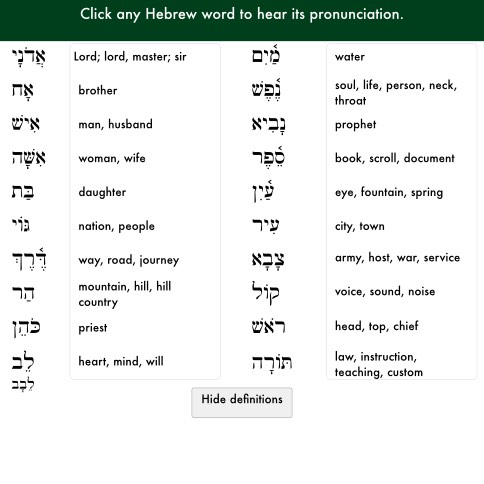 Click any Hebrew word to hear its pronunciation.
אֲדֹנָי Lord; lord, master; sir
אָח brother
אִישׁ man, husband
אִשָּׁה woman, wife
בַּת daughter
גּוֹי nation, people
דֶּ֫רֶךְ way, road, journey
הַר mountain, hill, hill
country
כֹּהֵן priest
לֵב heart, mind, will
לֵבָב
מַ֫יִם water
נֶ֫פֶשׁ soul, life, person, neck,
throat
נָבִיא prophet
סֵ֫פֶר book, scroll, document
עַ֫יִן eye, fountain, spring
עִיר city, town
צָבָא army, host, war, service
קוֹל voice, sound, noise
רֹאשׁ head, top, chief
תּוֹרָה law, instruction,
teaching, custom
Hide definitions